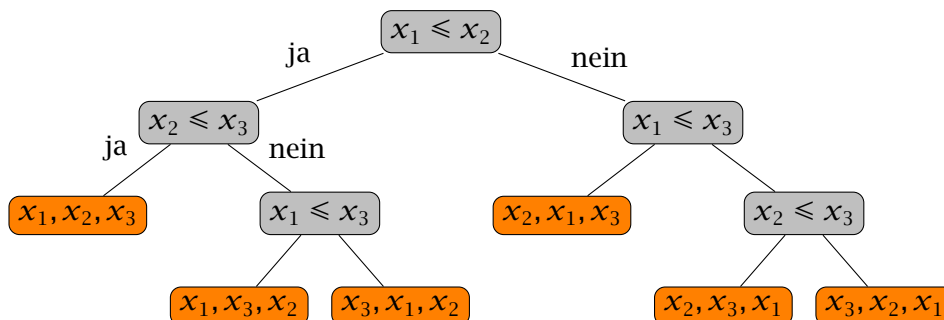 x₁ ⩽ x₂
ja
nein
x₂ ⩽ x₃
x₁ ⩽ x₃
ja
nein
x₁, x₂, x₃
x₁ ⩽ x₃
x₂, x₁, x₃
x₂ ⩽ x₃
x₁, x₃, x₂
x₃, x₁, x₂
x₂, x₃, x₁
x₃, x₂, x₁